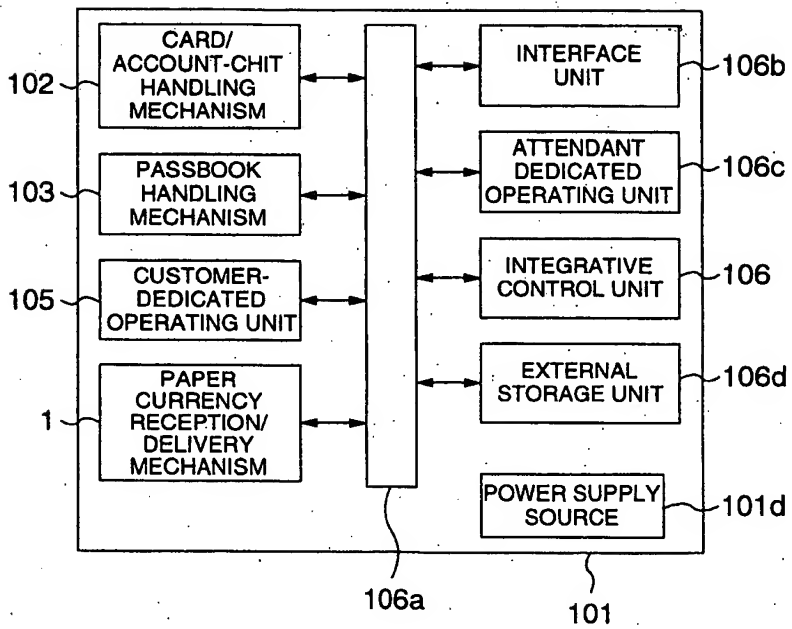 102
CARD/
ACCOUNT-CHIT
HANDLING
MECHANISM
103
PASSBOOK
HANDLING
MECHANISM
105
CUSTOMER-
DEDICATED
OPERATING UNIT
1
PAPER
CURRENCY
RECEPTION/
DELIVERY
MECHANISM
INTERFACE
UNIT
106b
ATTENDANT
DEDICATED
OPERATING UNIT
106c
INTEGRATIVE
CONTROL UNIT
106
EXTERNAL
STORAGE UNIT
106d
POWER SUPPLY
SOURCE
101d
106a
101